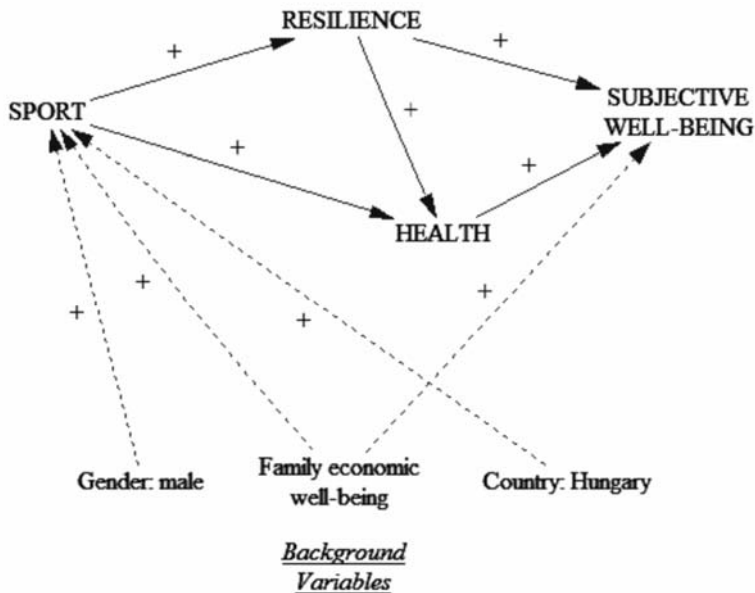 RESILIENCE
+
+
SPORT
SUBJECTIVE
WELL-BEING
+
+
+
HEALTH
+
+
+
+
Gender: male
Family economic
well-being
Country: Hungary
Background
Variables